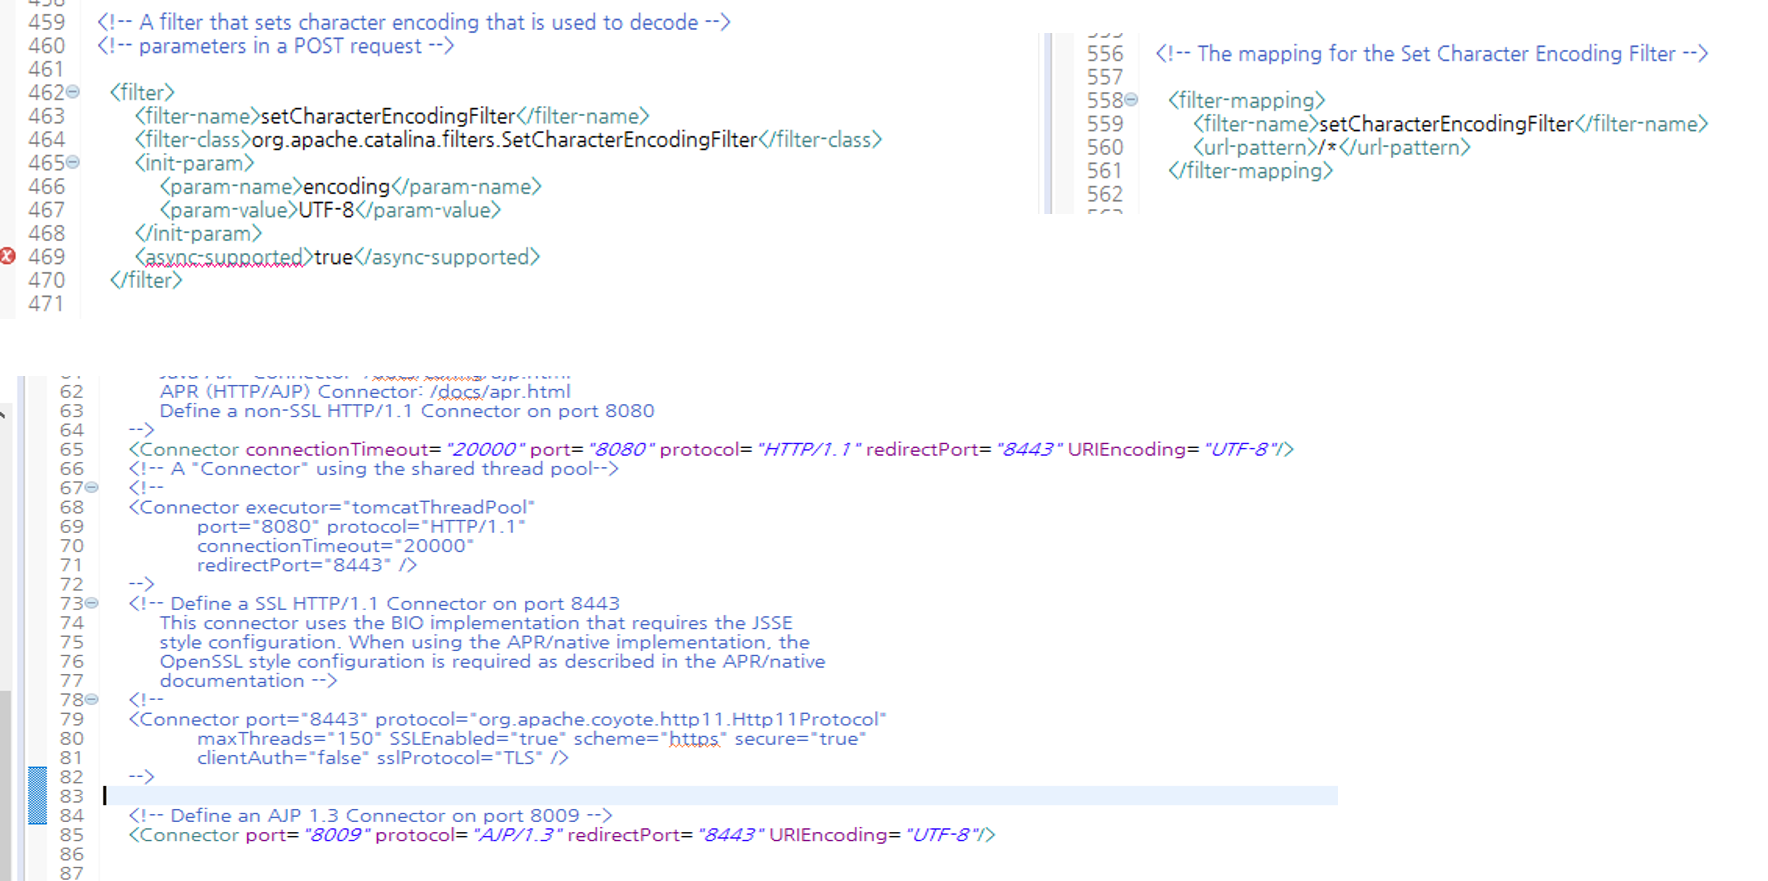 459 <!-- A filter that sets character encoding that is used to decode -->
460 <!-- parameters in a POST request -->
461
462 <filter>
463 <filter-name>setCharacterEncodingFilter</filter-name>
464 <filter-class>org.apache.catalina.filters.SetCharacterEncodingFilter</filter-class>
465 <init-param>
466 <param-name>encoding</param-name>
467 <param-value>UTF-8</param-value>
468 </init-param>
469 <async-supported>true</async-supported>
470 </filter>
471
556 <!-- The mapping for the Set Character Encoding Filter -->
557
558 <filter-mapping>
559 <filter-name>setCharacterEncodingFilter</filter-name>
560 <url-pattern>/*</url-pattern>
561 </filter-mapping>
562
62 APR (HTTP/AJP) Connector: /docs/apr.html
63 Define a non-SSL HTTP/1.1 Connector on port 8080
64 -->
65 <Connector connectionTimeout="20000" port="8080" protocol="HTTP/1.1" redirectPort="8443" URIEncoding="UTF-8"/>
66 <!-- A "Connector" using the shared thread pool-->
67 <!--
68 <Connector executor="tomcatThreadPool"
69 port="8080" protocol="HTTP/1.1"
70 connectionTimeout="20000"
71 redirectPort="8443" />
72 -->
73 <!-- Define a SSL HTTP/1.1 Connector on port 8443
74 This connector uses the BIO implementation that requires the JSSE
75 style configuration. When using the APR/native implementation, the
76 OpenSSL style configuration is required as described in the APR/native
77 documentation -->
78 <!--
79 <Connector port="8443" protocol="org.apache.coyote.http11.Http11Protocol"
80 maxThreads="150" SSLEnabled="true" scheme="https" secure="true"
81 clientAuth="false" sslProtocol="TLS" />
82 -->
83
84 <!-- Define an AJP 1.3 Connector on port 8009 -->
85 <Connector port="8009" protocol="AJP/1.3" redirectPort="8443" URIEncoding="UTF-8"/>
86
87